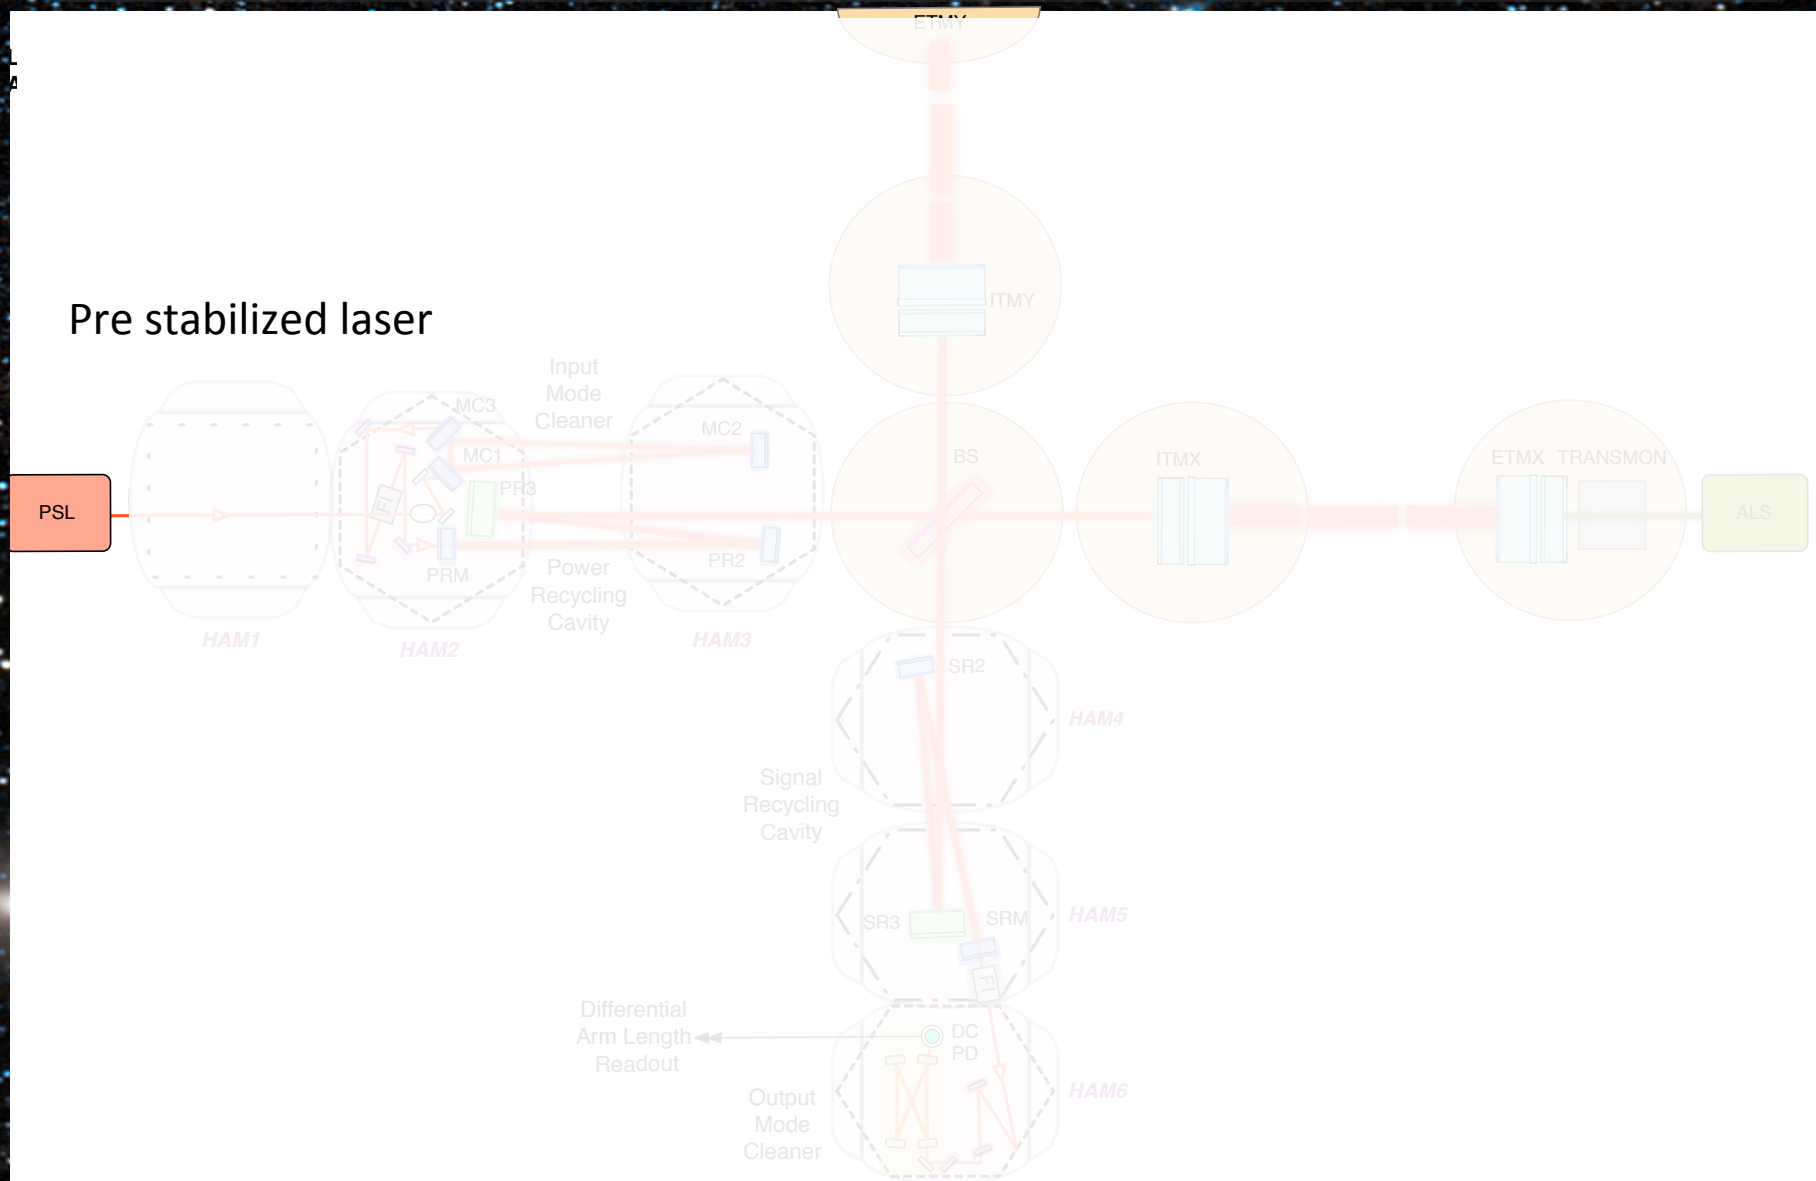 ETMY
Pre stabilized laser
ITMY
Input
Mode
Cleaner
MC3
MC2
MC1
PR3
FI
BS
ITMX
ETMX TRANSMON
PSL
ALS
PRM
PR2
Power
Recycling
Cavity
HAM1
HAM2
HAM3
SR2
HAM4
Signal
Recycling
Cavity
SR3
SRM
HAM5
FI
Differential
Arm Length
Readout
DC
PD
HAM6
Output
Mode
Cleaner